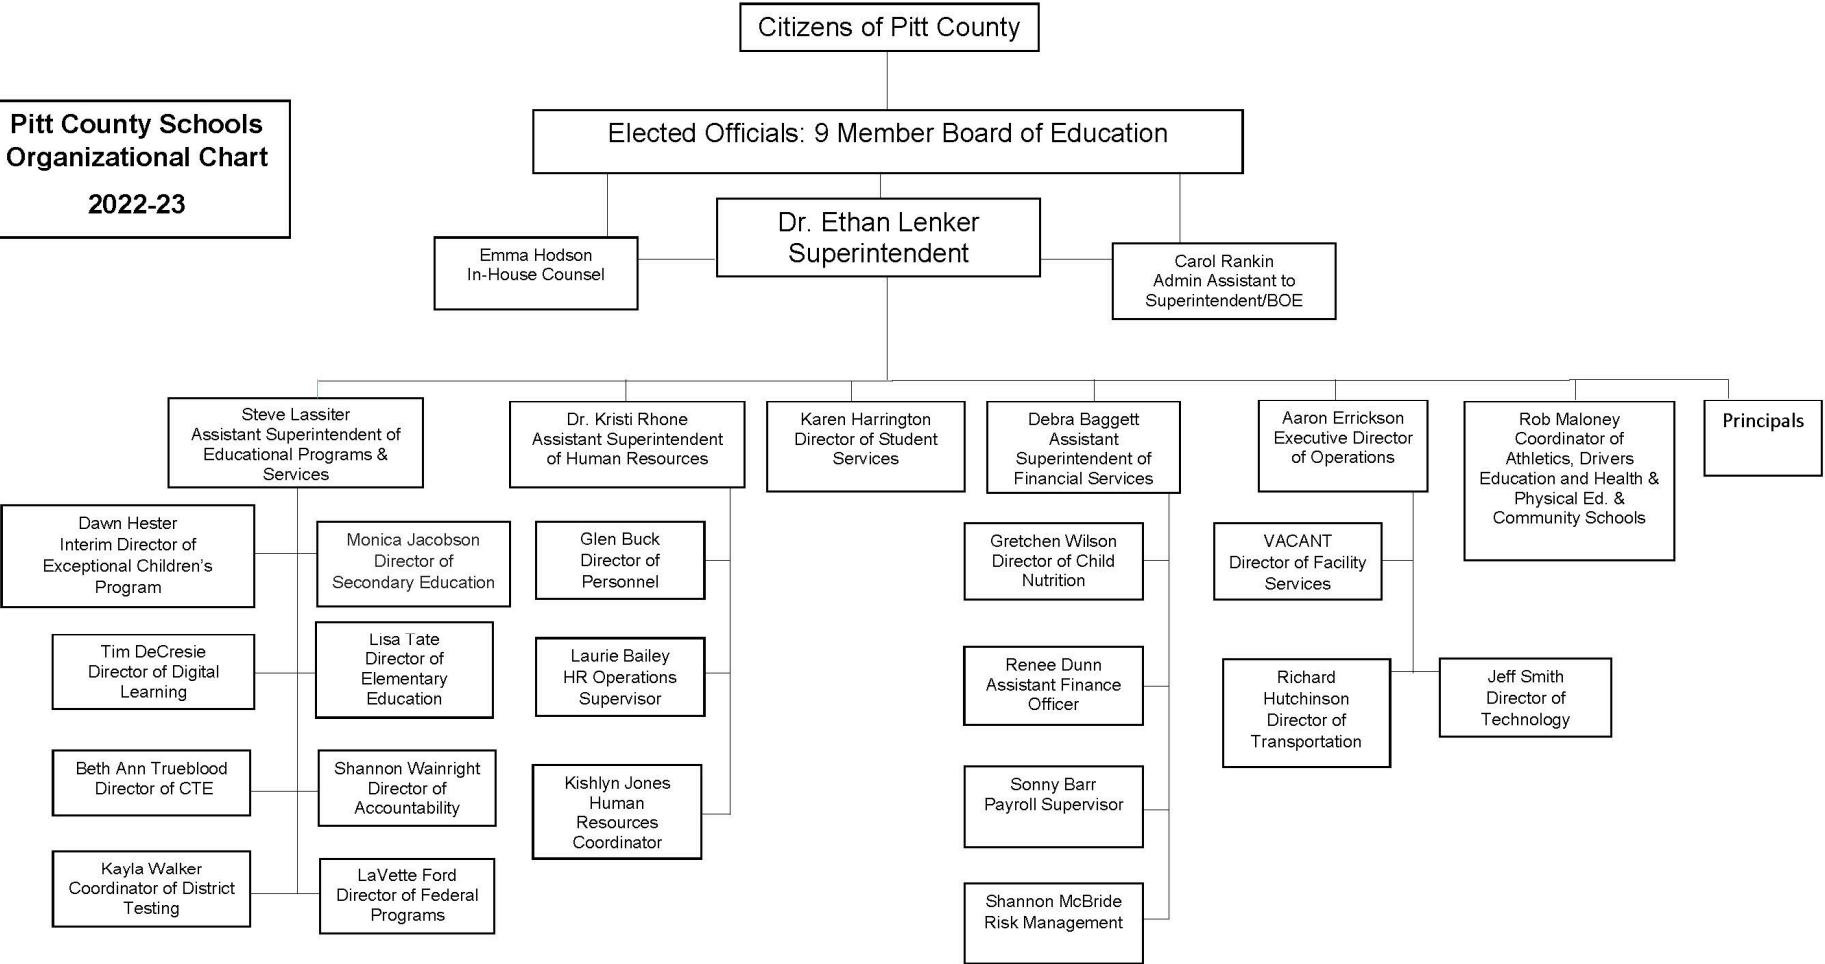 Citizens of Pitt County
Pitt County Schools
Organizational Chart
2022-23
Elected Officials: 9 Member Board of Education
Dr. Ethan Lenker
Superintendent
Emma Hodson
In-House Counsel
Carol Rankin
Admin Assistant to
Superintendent/BOE
Steve Lassiter
Assistant Superintendent of
Educational Programs &
Services
Dr. Kristi Rhone
Assistant Superintendent
of Human Resources
Karen Harrington
Director of Student
Services
Debra Baggett
Assistant
Superintendent of
Financial Services
Aaron Errickson
Executive Director
of Operations
Rob Maloney
Coordinator of
Athletics, Drivers
Education and Health &
Physical Ed. &
Community Schools
Principals
Dawn Hester
Interim Director of
Exceptional Children's
Program
Monica Jacobson
Director of
Secondary Education
Tim DeCresie
Director of Digital
Learning
Lisa Tate
Director of
Elementary
Education
Beth Ann Trueblood
Director of CTE
Shannon Wainright
Director of
Accountability
Kayla Walker
Coordinator of District
Testing
LaVette Ford
Director of Federal
Programs
Glen Buck
Director of
Personnel
Laurie Bailey
HR Operations
Supervisor
Kishlyn Jones
Human
Resources
Coordinator
Gretchen Wilson
Director of Child
Nutrition
Renee Dunn
Assistant Finance
Officer
Sonny Barr
Payroll Supervisor
Shannon McBride
Risk Management
VACANT
Director of Facility
Services
Richard
Hutchinson
Director of
Transportation
Jeff Smith
Director of
Technology